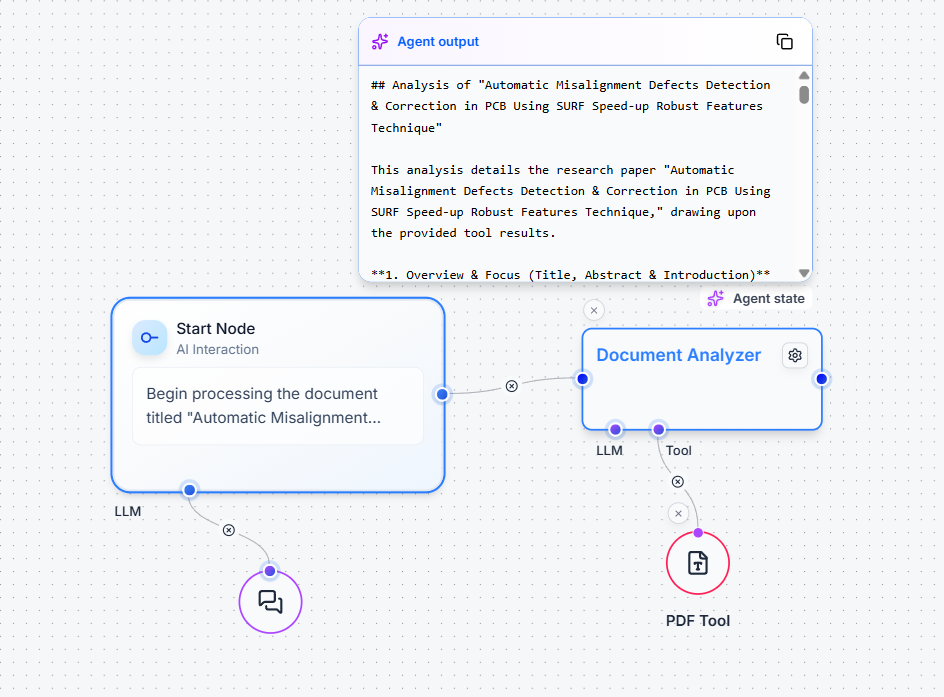 Agent output
## Analysis of "Automatic Misalignment Defects Detection
& Correction in PCB Using SURF Speed-up Robust Features
Technique"
This analysis details the research paper "Automatic
Misalignment Defects Detection & Correction in PCB Using
SURF Speed-up Robust Features Technique," drawing upon
the provided tool results.
**1. Overview & Focus (Title, Abstract & Introduction)**
Agent state
Start Node
AI Interaction
Begin processing the document
titled "Automatic Misalignment...
LLM
Document Analyzer
LLM
Tool
PDF Tool